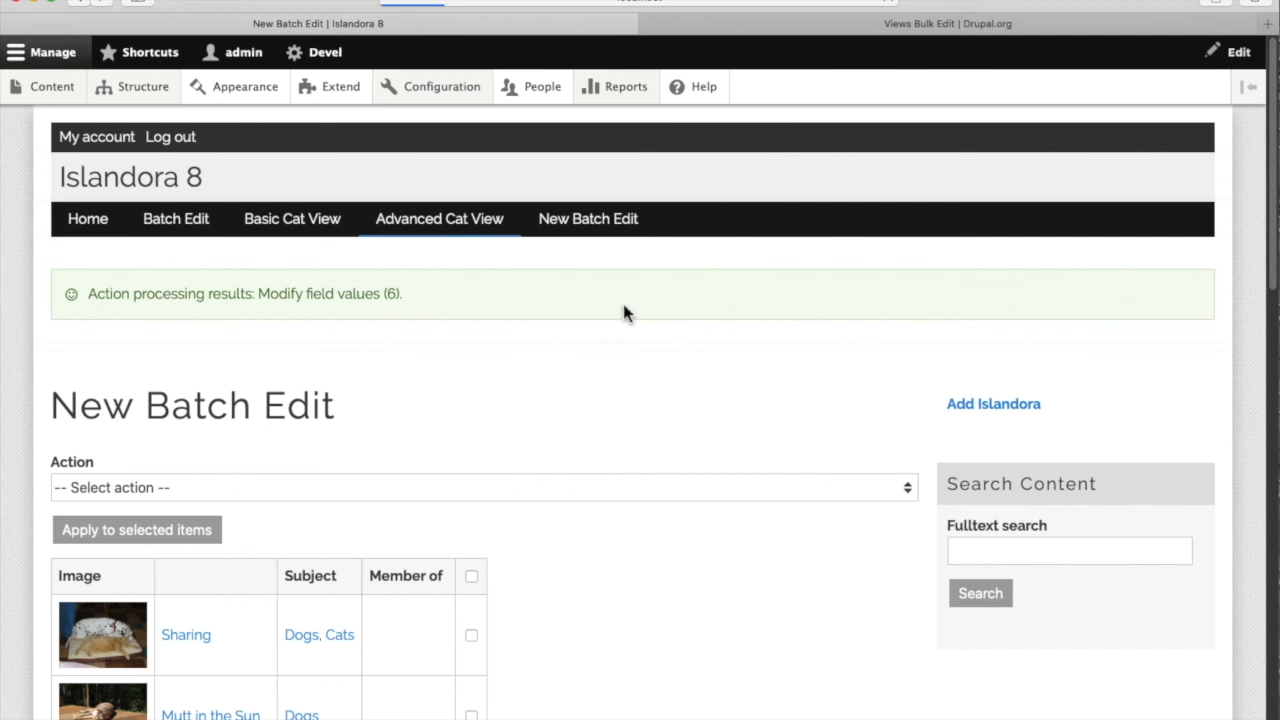 New Batch Edit | Islandora 8
Views Bulk Edit | Drupal.org
Manage Shortcuts admin Devel Edit
Content Structure Appearance Extend Configuration People Reports Help
My account Log out
Islandora 8
Home Batch Edit Basic Cat View Advanced Cat View New Batch Edit
Action processing results: Modify field values (6).
New Batch Edit
Add Islandora
Action
-- Select action --
Apply to selected items
Search Content
Fulltext search
Search
Image Subject Member of
Sharing Dogs, Cats
Mutt in the Sun Dogs